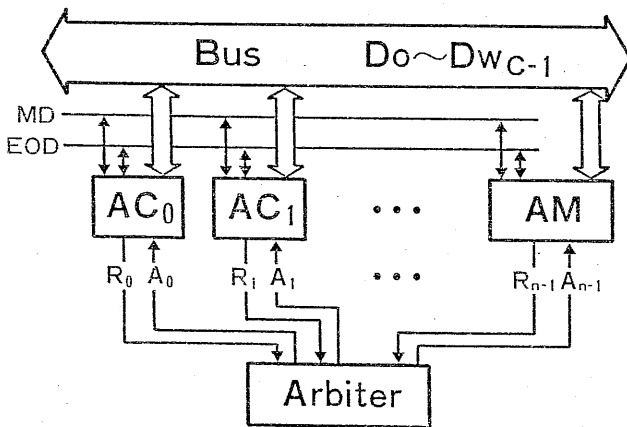 Bus Do~DwC-1
MD
EOD
AC0 AC1 ••• AM
R0 A0 R1 A1 ••• Rn-1 An-1
Arbiter